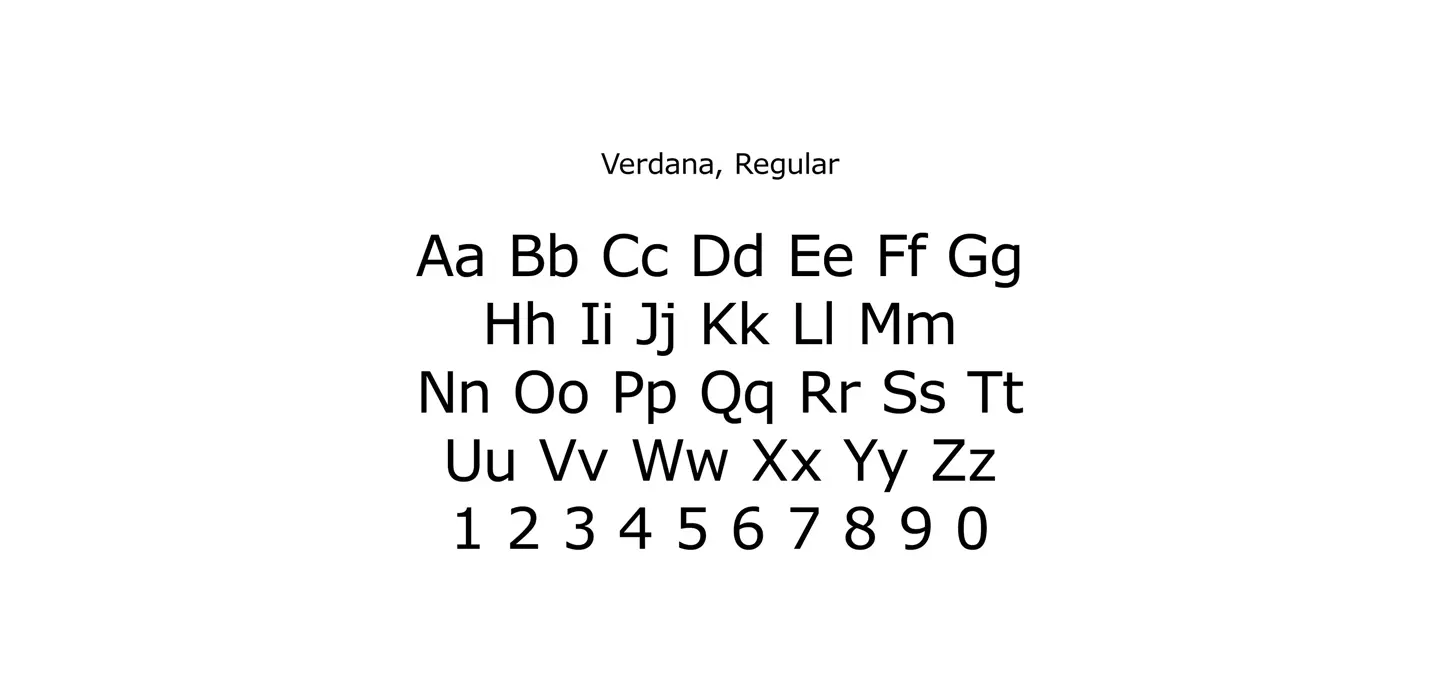 Verdana, Regular
Aa Bb Cc Dd Ee Ff Gg
Hh Ii Jj Kk Ll Mm
Nn Oo Pp Qq Rr Ss Tt
Uu Vv Ww Xx Yy Zz
1 2 3 4 5 6 7 8 9 0